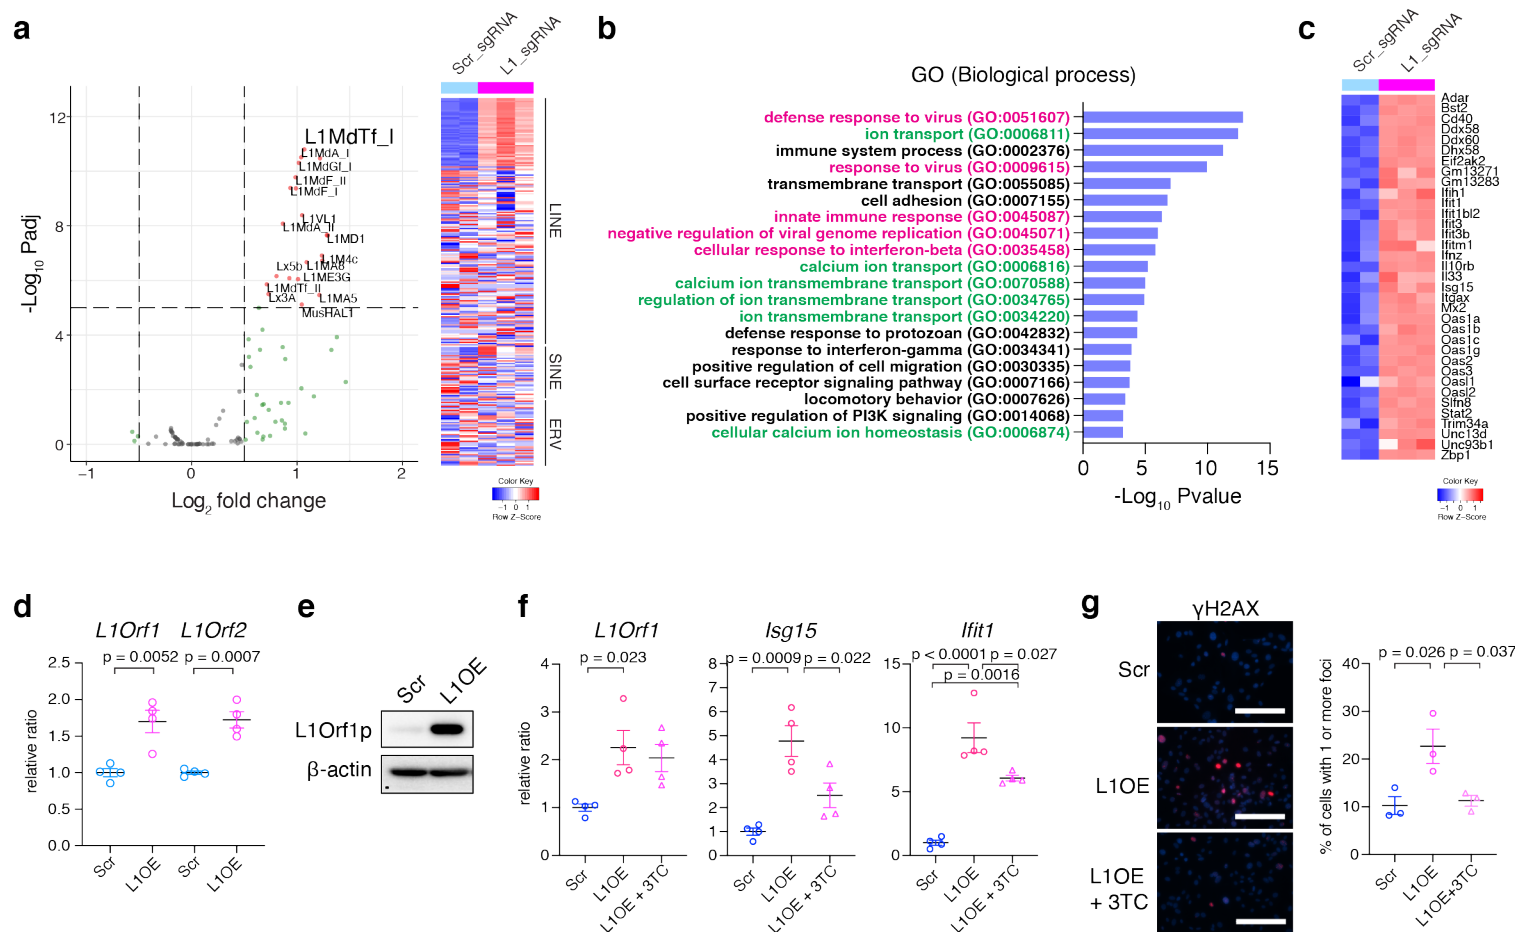 a
Scr_sgRNA
L1_sgRNA
12
8
4
0
-Log10 Padj
L1MdTf_I
L1MdA_I
L1MdGf_I
L1MdF_II
L1MdF_I
L1VL1
L1MdA_II
L1MD1
L1M4c
Lx5b
L1MA8
L1ME3G
L1MdTf_II
Lx3A
L1MA5
MusHAL1
−1
0
1
2
Log2 fold change
LINE
SINE
ERV
Color Key
−1 0 1
Row Z−Score
b
GO (Biological process)
defense response to virus (GO:0051607)
ion transport (GO:0006811)
immune system process (GO:0002376)
response to virus (GO:0009615)
transmembrane transport (GO:0055085)
cell adhesion (GO:0007155)
innate immune response (GO:0045087)
negative regulation of viral genome replication (GO:0045071)
cellular response to interferon-beta (GO:0035458)
calcium ion transport (GO:0006816)
calcium ion transmembrane transport (GO:0070588)
regulation of ion transmembrane transport (GO:0034765)
ion transmembrane transport (GO:0034220)
defense response to protozoan (GO:0042832)
response to interferon-gamma (GO:0034341)
positive regulation of cell migration (GO:0030335)
cell surface receptor signaling pathway (GO:0007166)
locomotory behavior (GO:0007626)
positive regulation of PI3K signaling (GO:0014068)
cellular calcium ion homeostasis (GO:0006874)
0 5 10 15
-Log10 Pvalue
c
Scr_sgRNA
L1_sgRNA
Adar
Bst2
Cd40
Ddx58
Ddx60
Dhx58
Eif2ak2
Gm13271
Gm13283
Ifih1
Ifit1
Ifit1bl2
Ifit3
Ifit3b
Ifitm1
Ifnz
Il10rb
Il33
Isg15
Itgax
Mx2
Oas1a
Oas1b
Oas1c
Oas1g
Oas2
Oas3
Oasl1
Oasl2
Slfn8
Stat2
Trim34a
Unc13d
Unc93b1
Zbp1
Color Key
−1 0 1
Row Z−Score
d
L1Orf1 L1Orf2
p = 0.0052 p = 0.0007
2.5
2.0
1.5
1.0
0.5
0.0
relative ratio
Scr
L1OE
Scr
L1OE
e
Scr
L1OE
L1Orf1p
β-actin
f
L1Orf1
p = 0.023
4
3
2
1
0
relative ratio
Scr
L1OE
L1OE + 3TC
Isg15
p = 0.0009 p = 0.022
8
7
6
5
4
3
2
1
0
Scr
L1OE
L1OE + 3TC
Ifit1
p < 0.0001 p = 0.027
p = 0.0016
15
10
5
0
Scr
L1OE
L1OE + 3TC
g
γH2AX
Scr
L1OE
L1OE
+ 3TC
p = 0.026 p = 0.037
40
30
20
10
0
% of cells with 1 or more foci
Scr
L1OE
L1OE+3TC